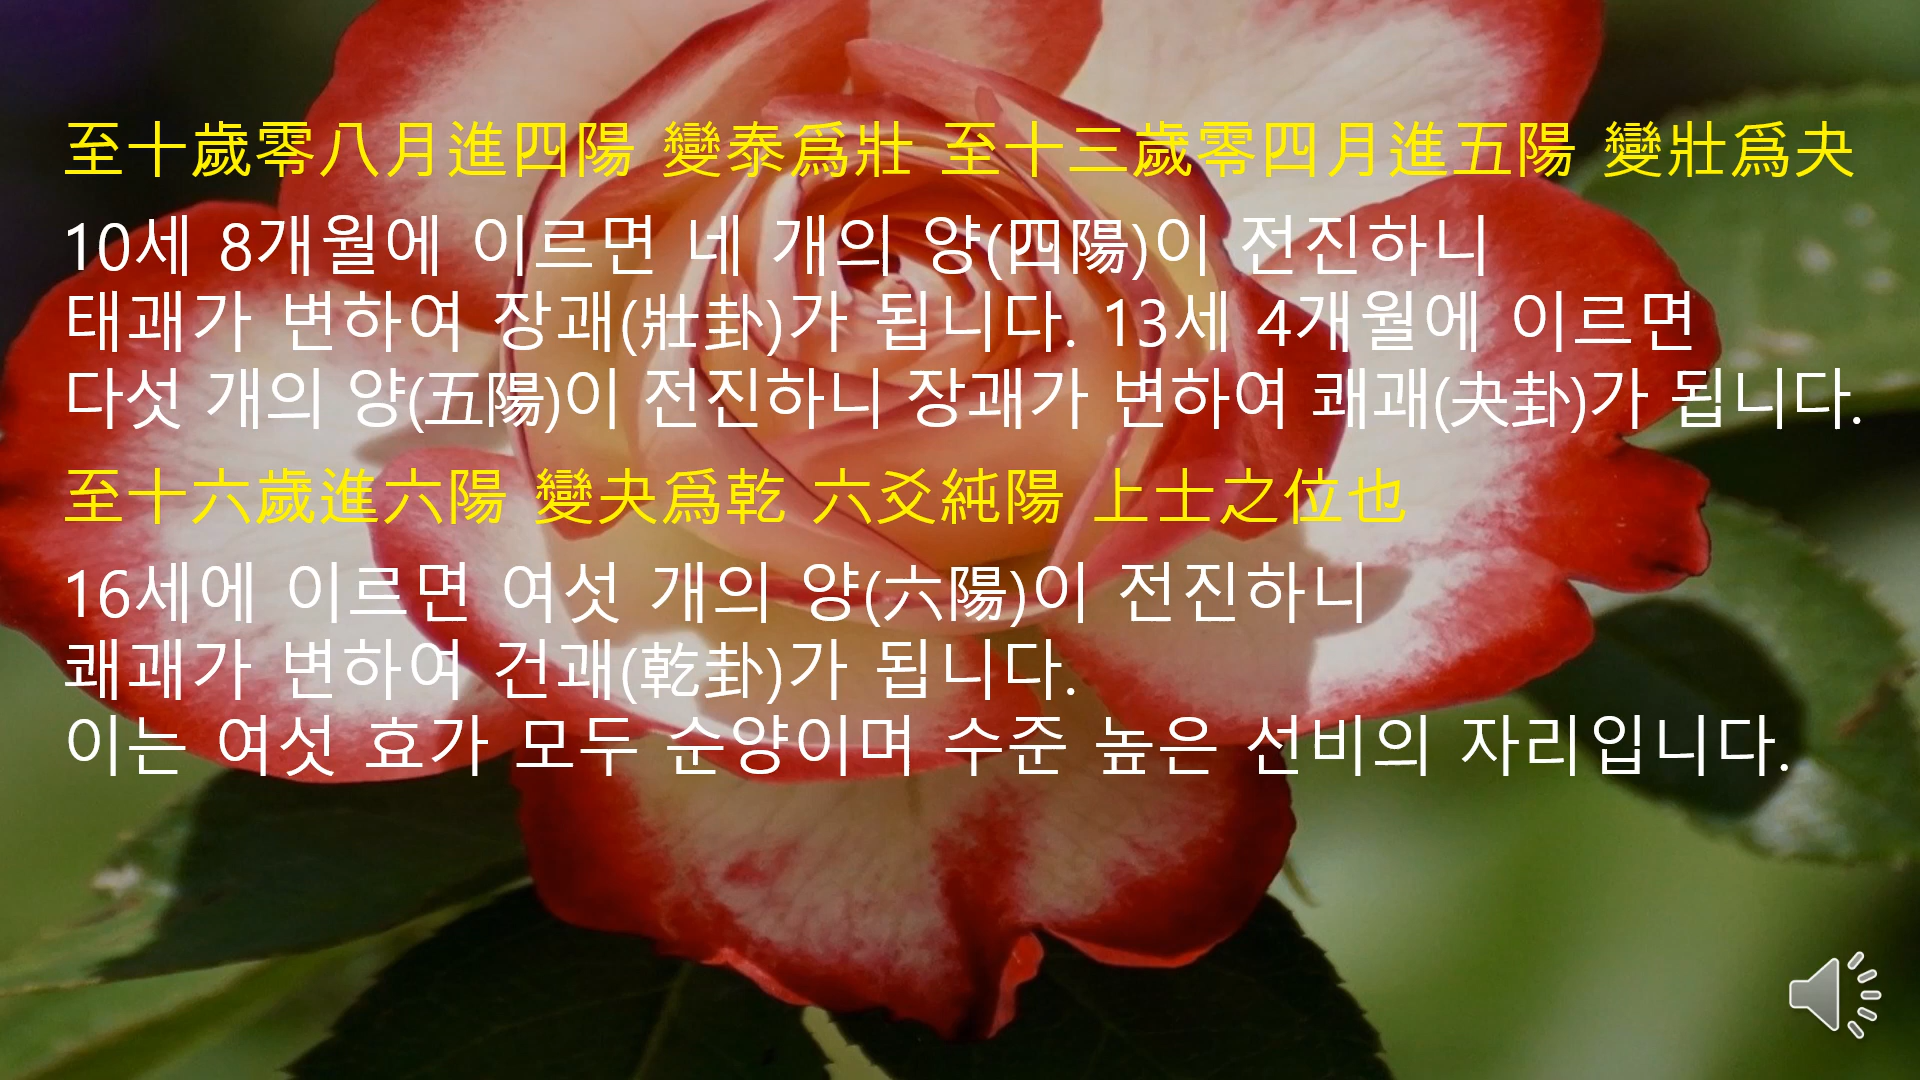 至十歲零八月進四陽 變泰爲壯 至十三歲零四月進五陽 變壯爲夬
10세 8개월에 이르면 네 개의 양(四陽)이 전진하니
태괘가 변하여 장괘(壯卦)가 됩니다. 13세 4개월에 이르면
다섯 개의 양(五陽)이 전진하니 장괘가 변하여 쾌괘(夬卦)가 됩니다.
至十六歲進六陽 變夬爲乾 六爻純陽 上士之位也
16세에 이르면 여섯 개의 양(六陽)이 전진하니
쾌괘가 변하여 건괘(乾卦)가 됩니다.
이는 여섯 효가 모두 순양이며 수준 높은 선비의 자리입니다.